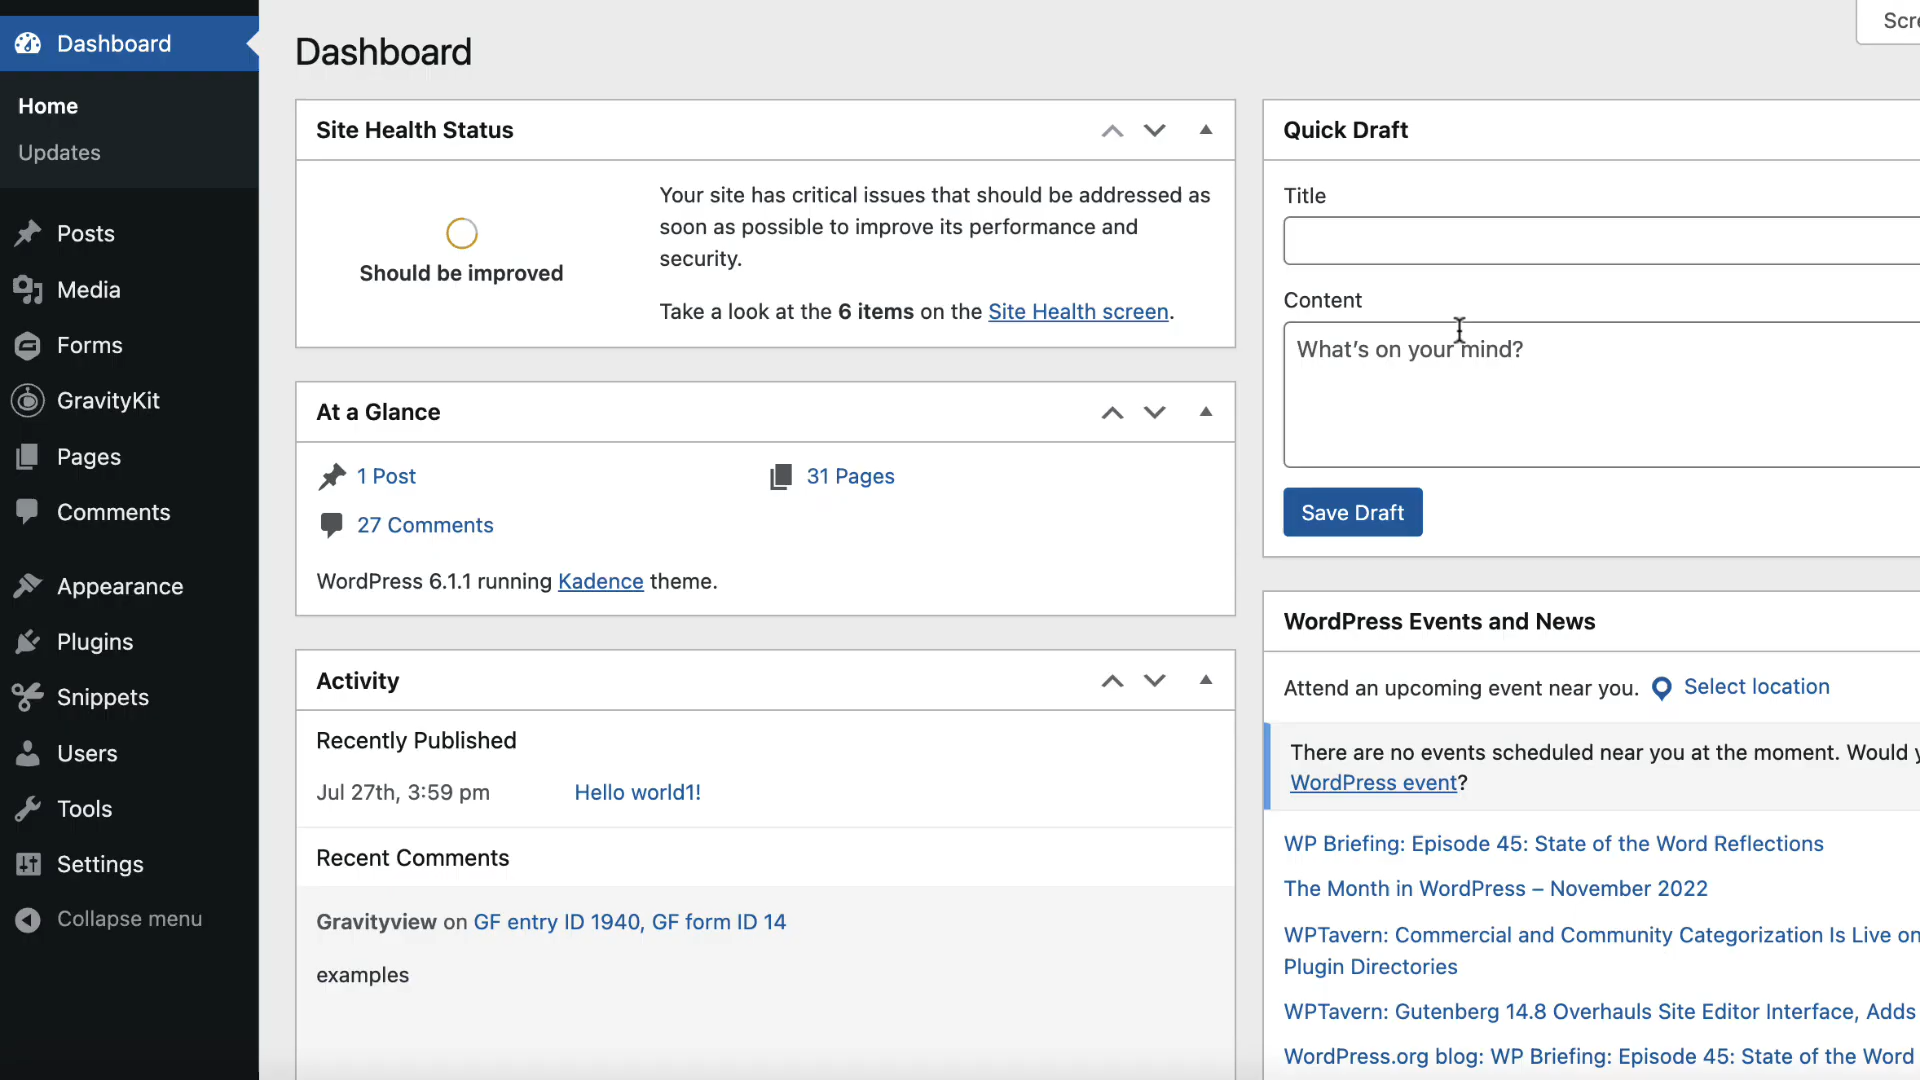 Dashboard
Home
Updates
Posts
Media
Forms
GravityKit
Pages
Comments
Appearance
Plugins
Snippets
Users
Tools
Settings
Collapse menu
Dashboard
Site Health Status
Should be improved
Your site has critical issues that should be addressed as
soon as possible to improve its performance and
security.
Take a look at the 6 items on the Site Health screen.
At a Glance
1 Post
31 Pages
27 Comments
WordPress 6.1.1 running Kadence theme.
Activity
Recently Published
Jul 27th, 3:59 pm
Hello world1!
Recent Comments
Gravityview on GF entry ID 1940, GF form ID 14
examples
Scre
Quick Draft
Title
Content
What's on your mind?
Save Draft
WordPress Events and News
Attend an upcoming event near you. Select location
There are no events scheduled near you at the moment. Would y
WordPress event?
WP Briefing: Episode 45: State of the Word Reflections
The Month in WordPress – November 2022
WPTavern: Commercial and Community Categorization Is Live on
Plugin Directories
WPTavern: Gutenberg 14.8 Overhauls Site Editor Interface, Adds
WordPress.org blog: WP Briefing: Episode 45: State of the Word